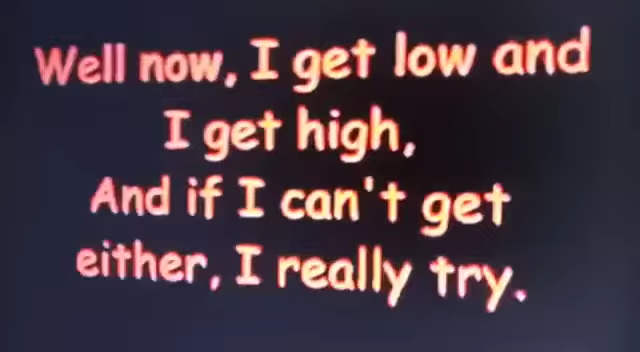 Well now, I get low and
I get high,
And if I can't get
either, I really try.